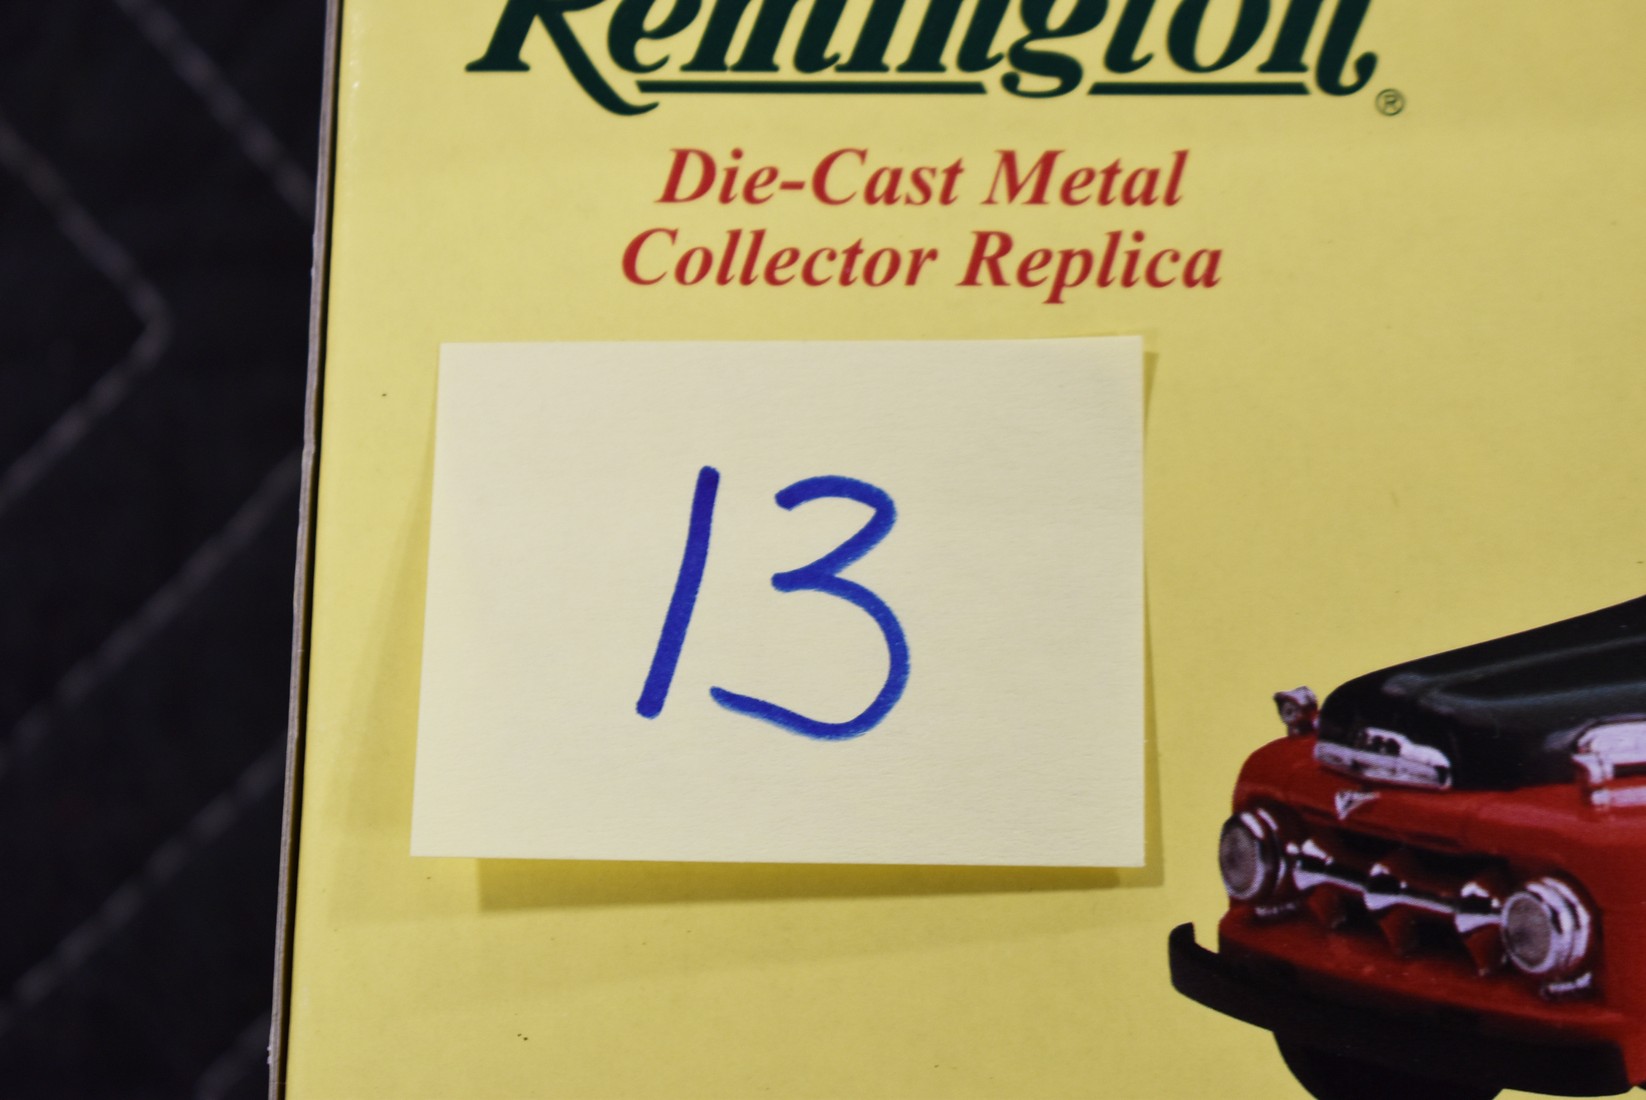 Remington®
Die-Cast Metal
Collector Replica
13